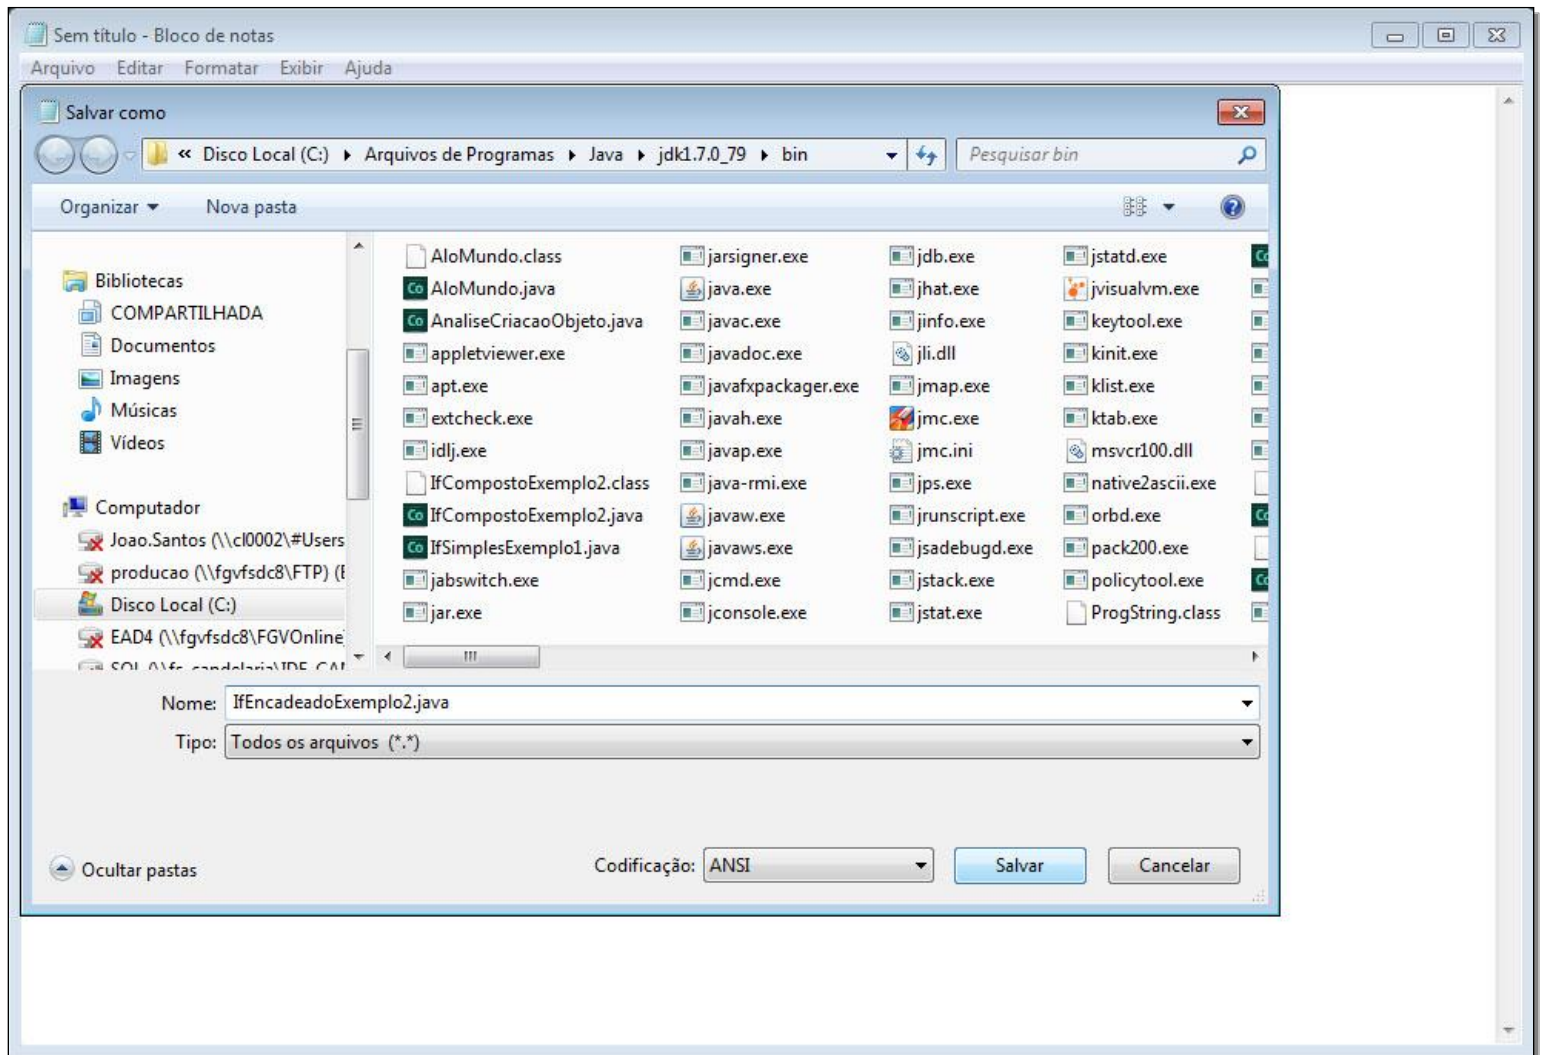 Sem título - Bloco de notas
Arquivo Editar Formatar Exibir Ajuda
Salvar como
« Disco Local (C:) Arquivos de Programas Java jdk1.7.0_79 bin
Pesquisar bin
Organizar Nova pasta
Bibliotecas
COMPARTILHADA
Documentos
Imagens
Músicas
Vídeos
Computador
Joao.Santos (\\cl0002\#Users
producao (\\fgvfsdc8\FTP) (
Disco Local (C:)
EAD4 (\\fgvfsdc8\FGVOnline
AloMundo.class
AloMundo.java
AnaliseCriacaoObjeto.java
appletviewer.exe
apt.exe
extcheck.exe
idlj.exe
IfCompostoExemplo2.class
IfCompostoExemplo2.java
IfSimplesExemplo1.java
jabswitch.exe
jar.exe
jarsigner.exe
java.exe
javac.exe
javadoc.exe
javafxpackager.exe
javah.exe
javap.exe
java-rmi.exe
javaw.exe
javaws.exe
jcmd.exe
jconsole.exe
jdb.exe
jhat.exe
jinfo.exe
jli.dll
jmap.exe
jmc.exe
jmc.ini
jps.exe
jrunscript.exe
jsadebugd.exe
jstack.exe
jstat.exe
jstatd.exe
jvisualvm.exe
keytool.exe
kinit.exe
klist.exe
ktab.exe
msvcr100.dll
native2ascii.exe
orbd.exe
pack200.exe
policytool.exe
ProgString.class
Nome: IfEncadeadoExemplo2.java
Tipo: Todos os arquivos (*.*)
Ocultar pastas
Codificação: ANSI
Salvar
Cancelar